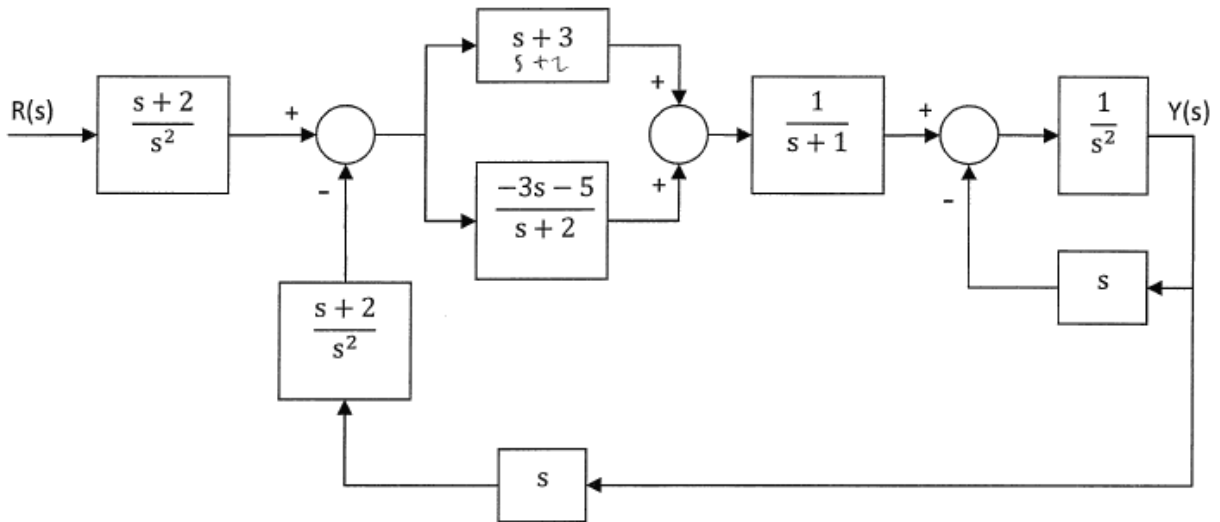 R(s)
s + 2
s²
+
-
s + 3
s + 2
-3s - 5
s + 2
+
+
1
s + 1
+
-
1
s²
Y(s)
s
s + 2
s²
s